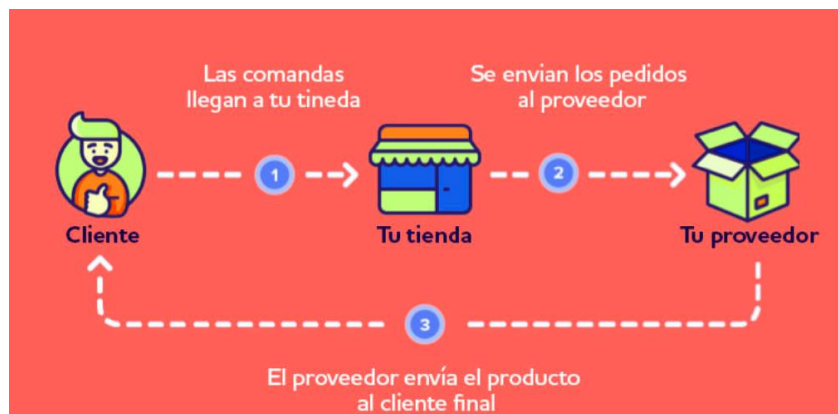 Las comandas
llegan a tu tineda
Se envian los pedidos
al proveedor
1
2
Cliente
Tu tienda
Tu proveedor
3
El proveedor envía el producto
al cliente final